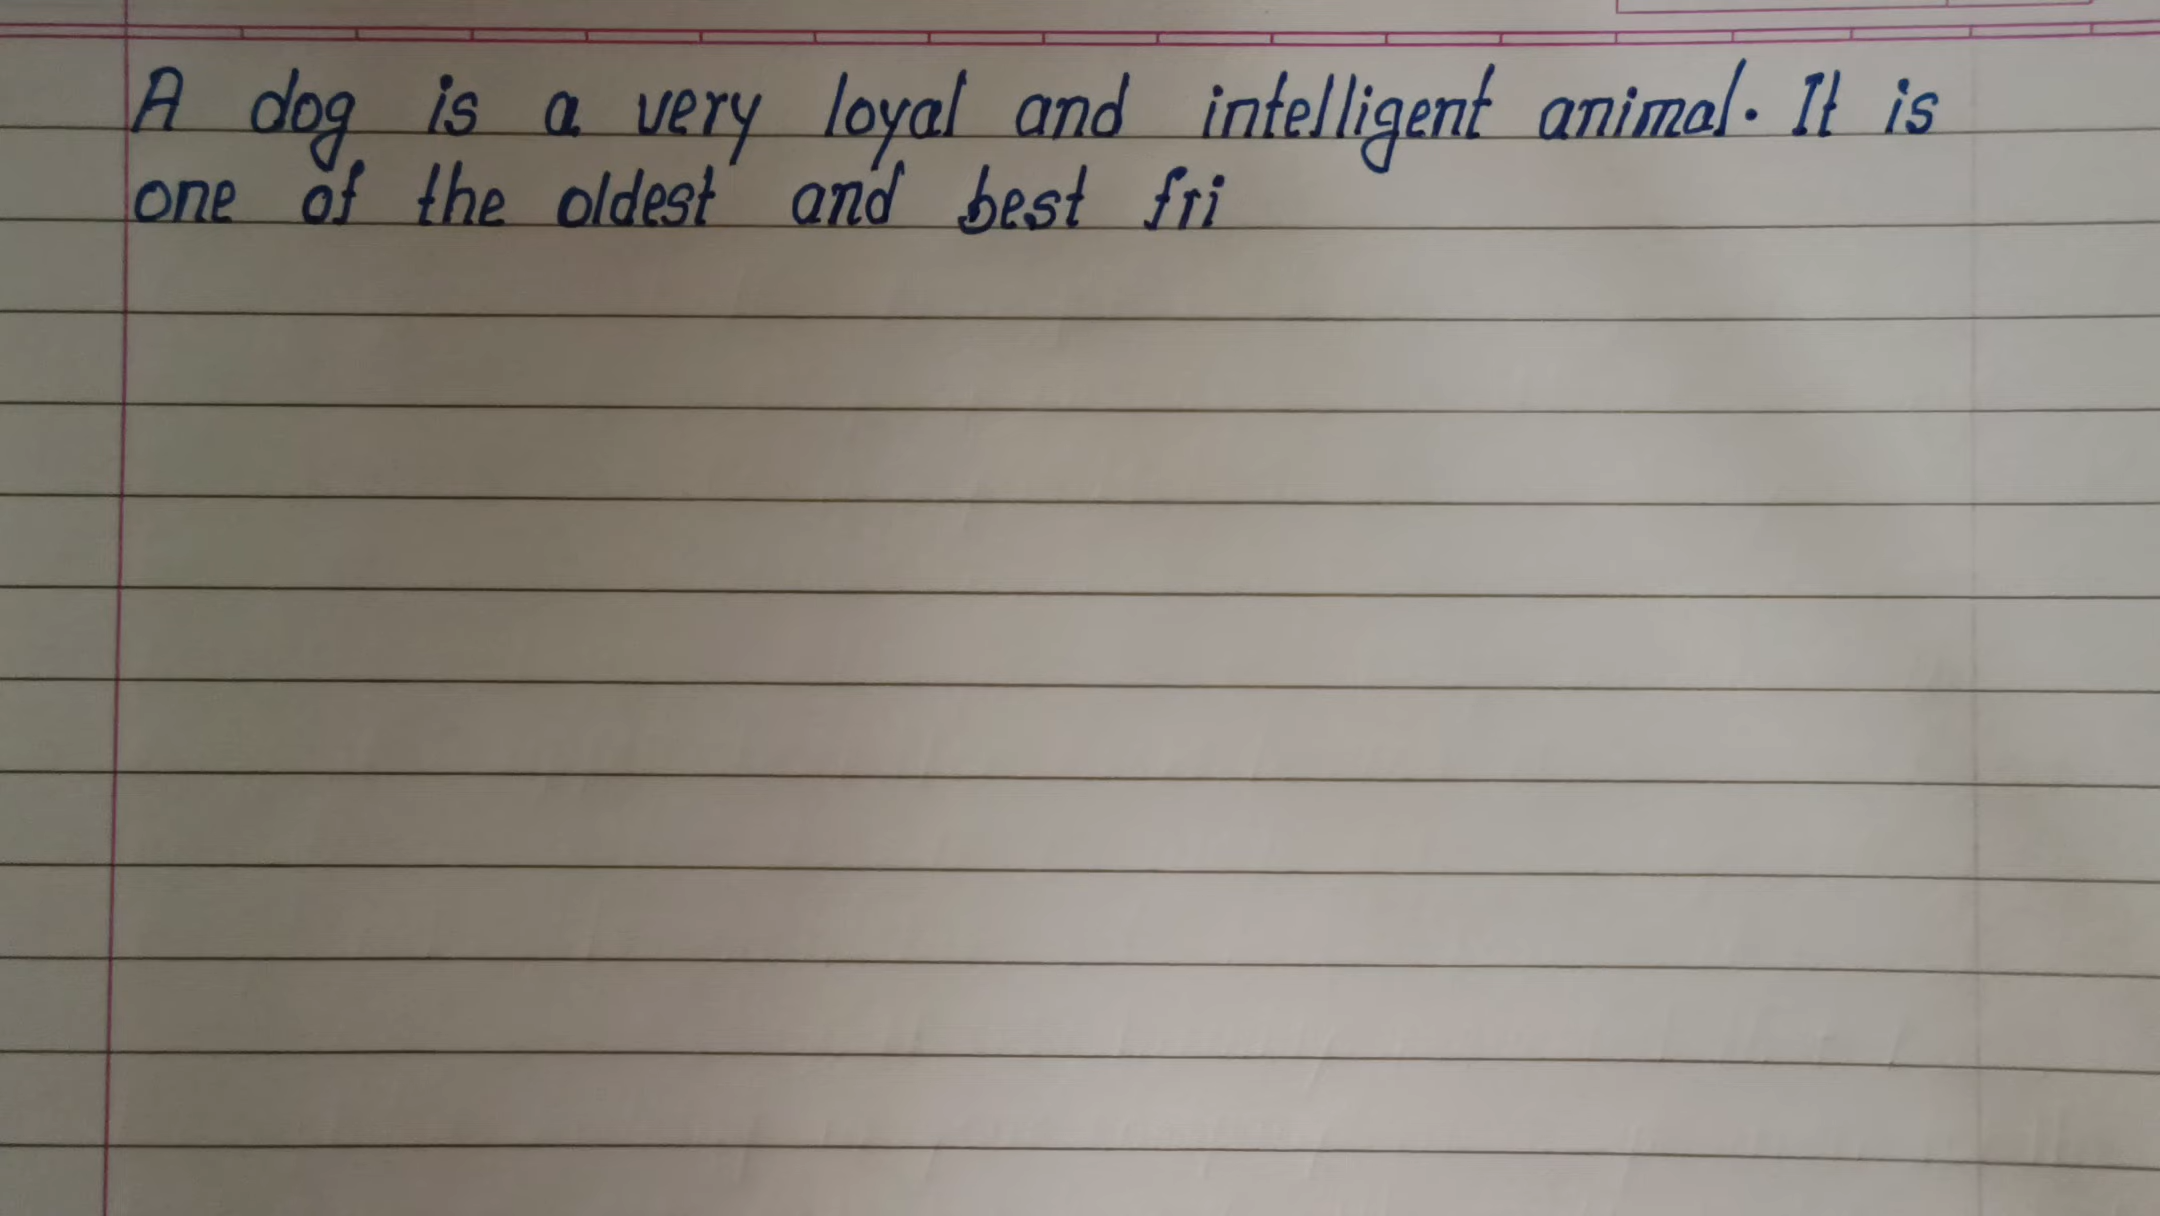 A dog is a very loyal and intelligent animal. It is
one of the oldest and best fri